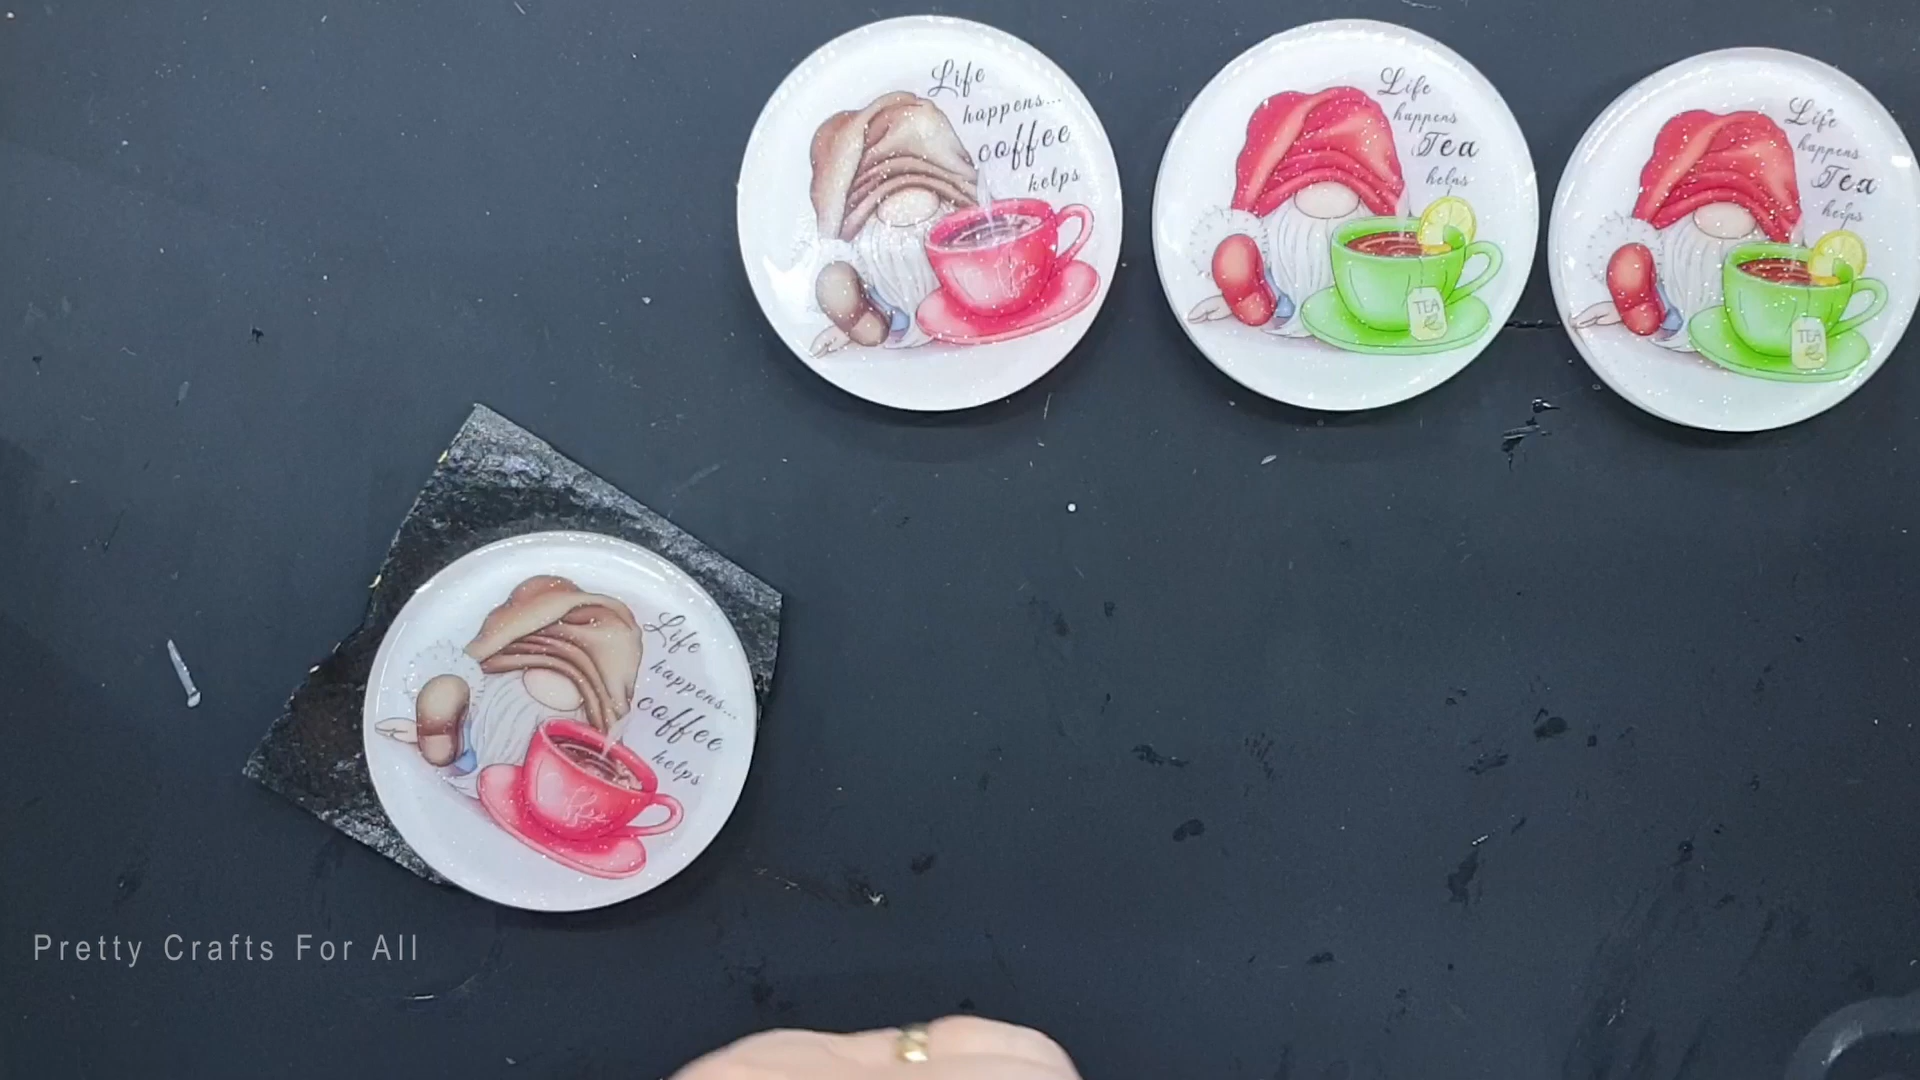 Life
happens...
coffee
helps
Life
happens
Tea
helps
TEA
Life
happens
Tea
helps
TEA
Life
happens...
coffee
helps
Pretty Crafts For All